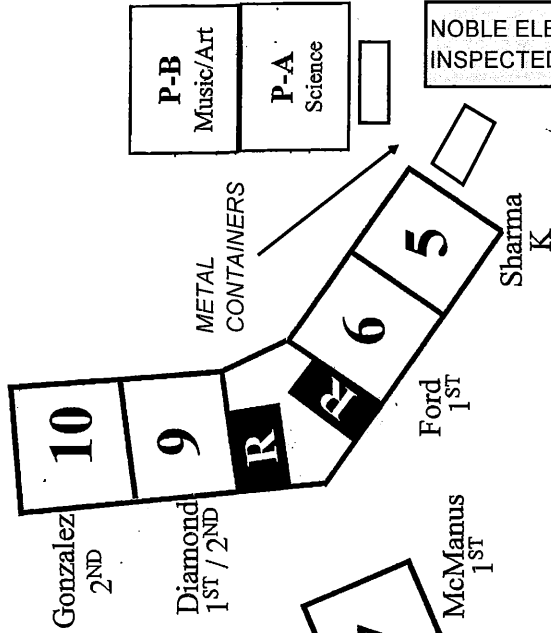 P-B
Music/Art
P-A
Science
NOBLE ELE
INSPECTED
METAL
CONTAINERS
10
9
R
R
6
5
Gonzalez
2ND
Diamond
1ST / 2ND
Ford
1ST
Sharma
K
McManus
1ST